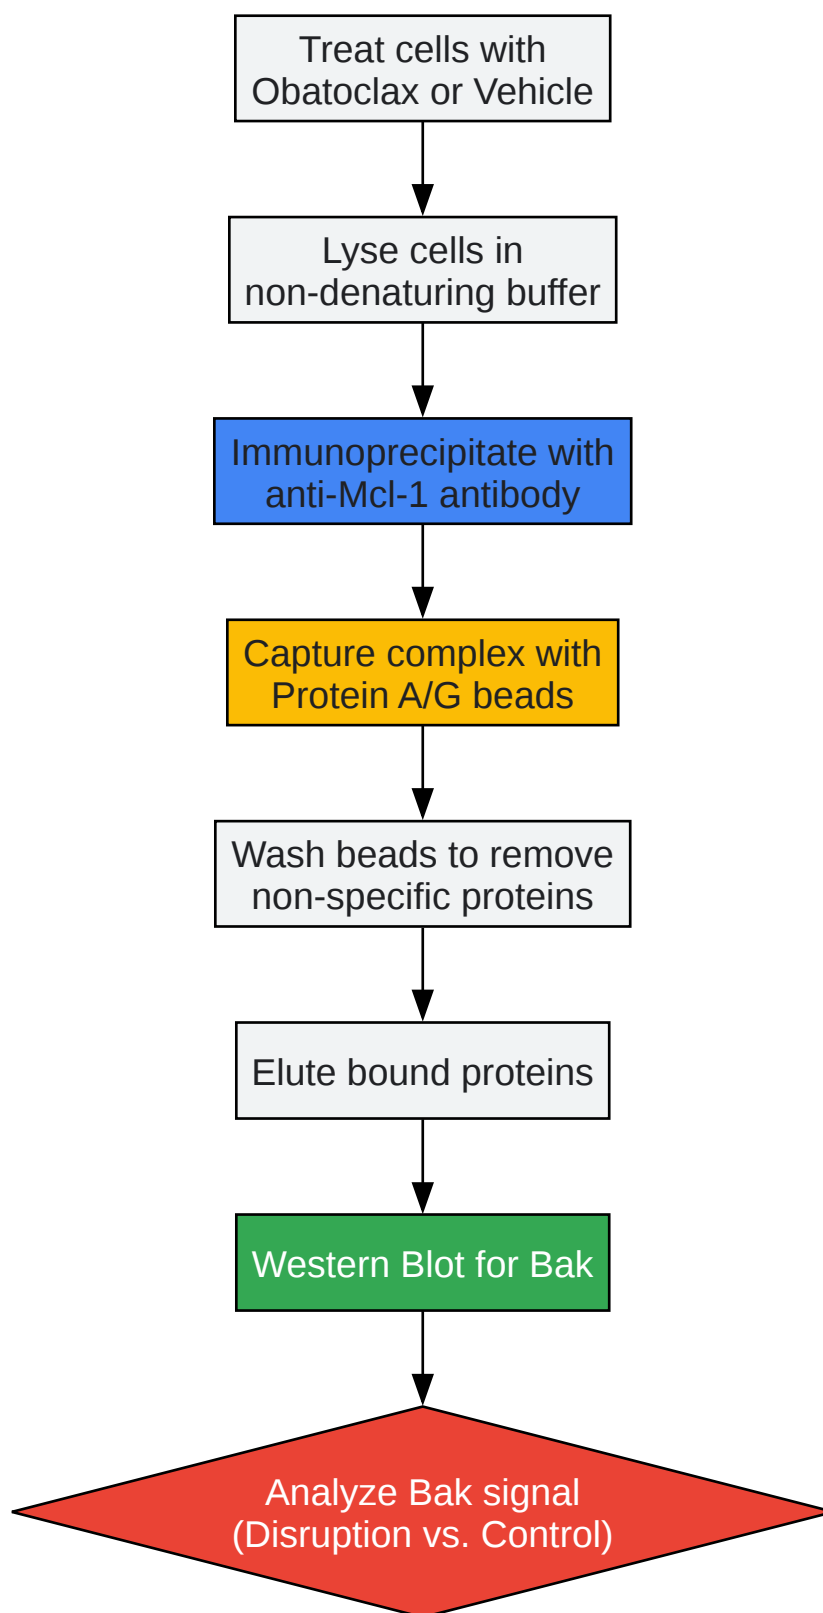 Treat cells with
Obatoclax or Vehicle
Lyse cells in
non-denaturing buffer
Immunoprecipitate with
anti-Mcl-1 antibody
Capture complex with
Protein A/G beads
Wash beads to remove
non-specific proteins
Elute bound proteins
Western Blot for Bak
Analyze Bak signal
(Disruption vs. Control)